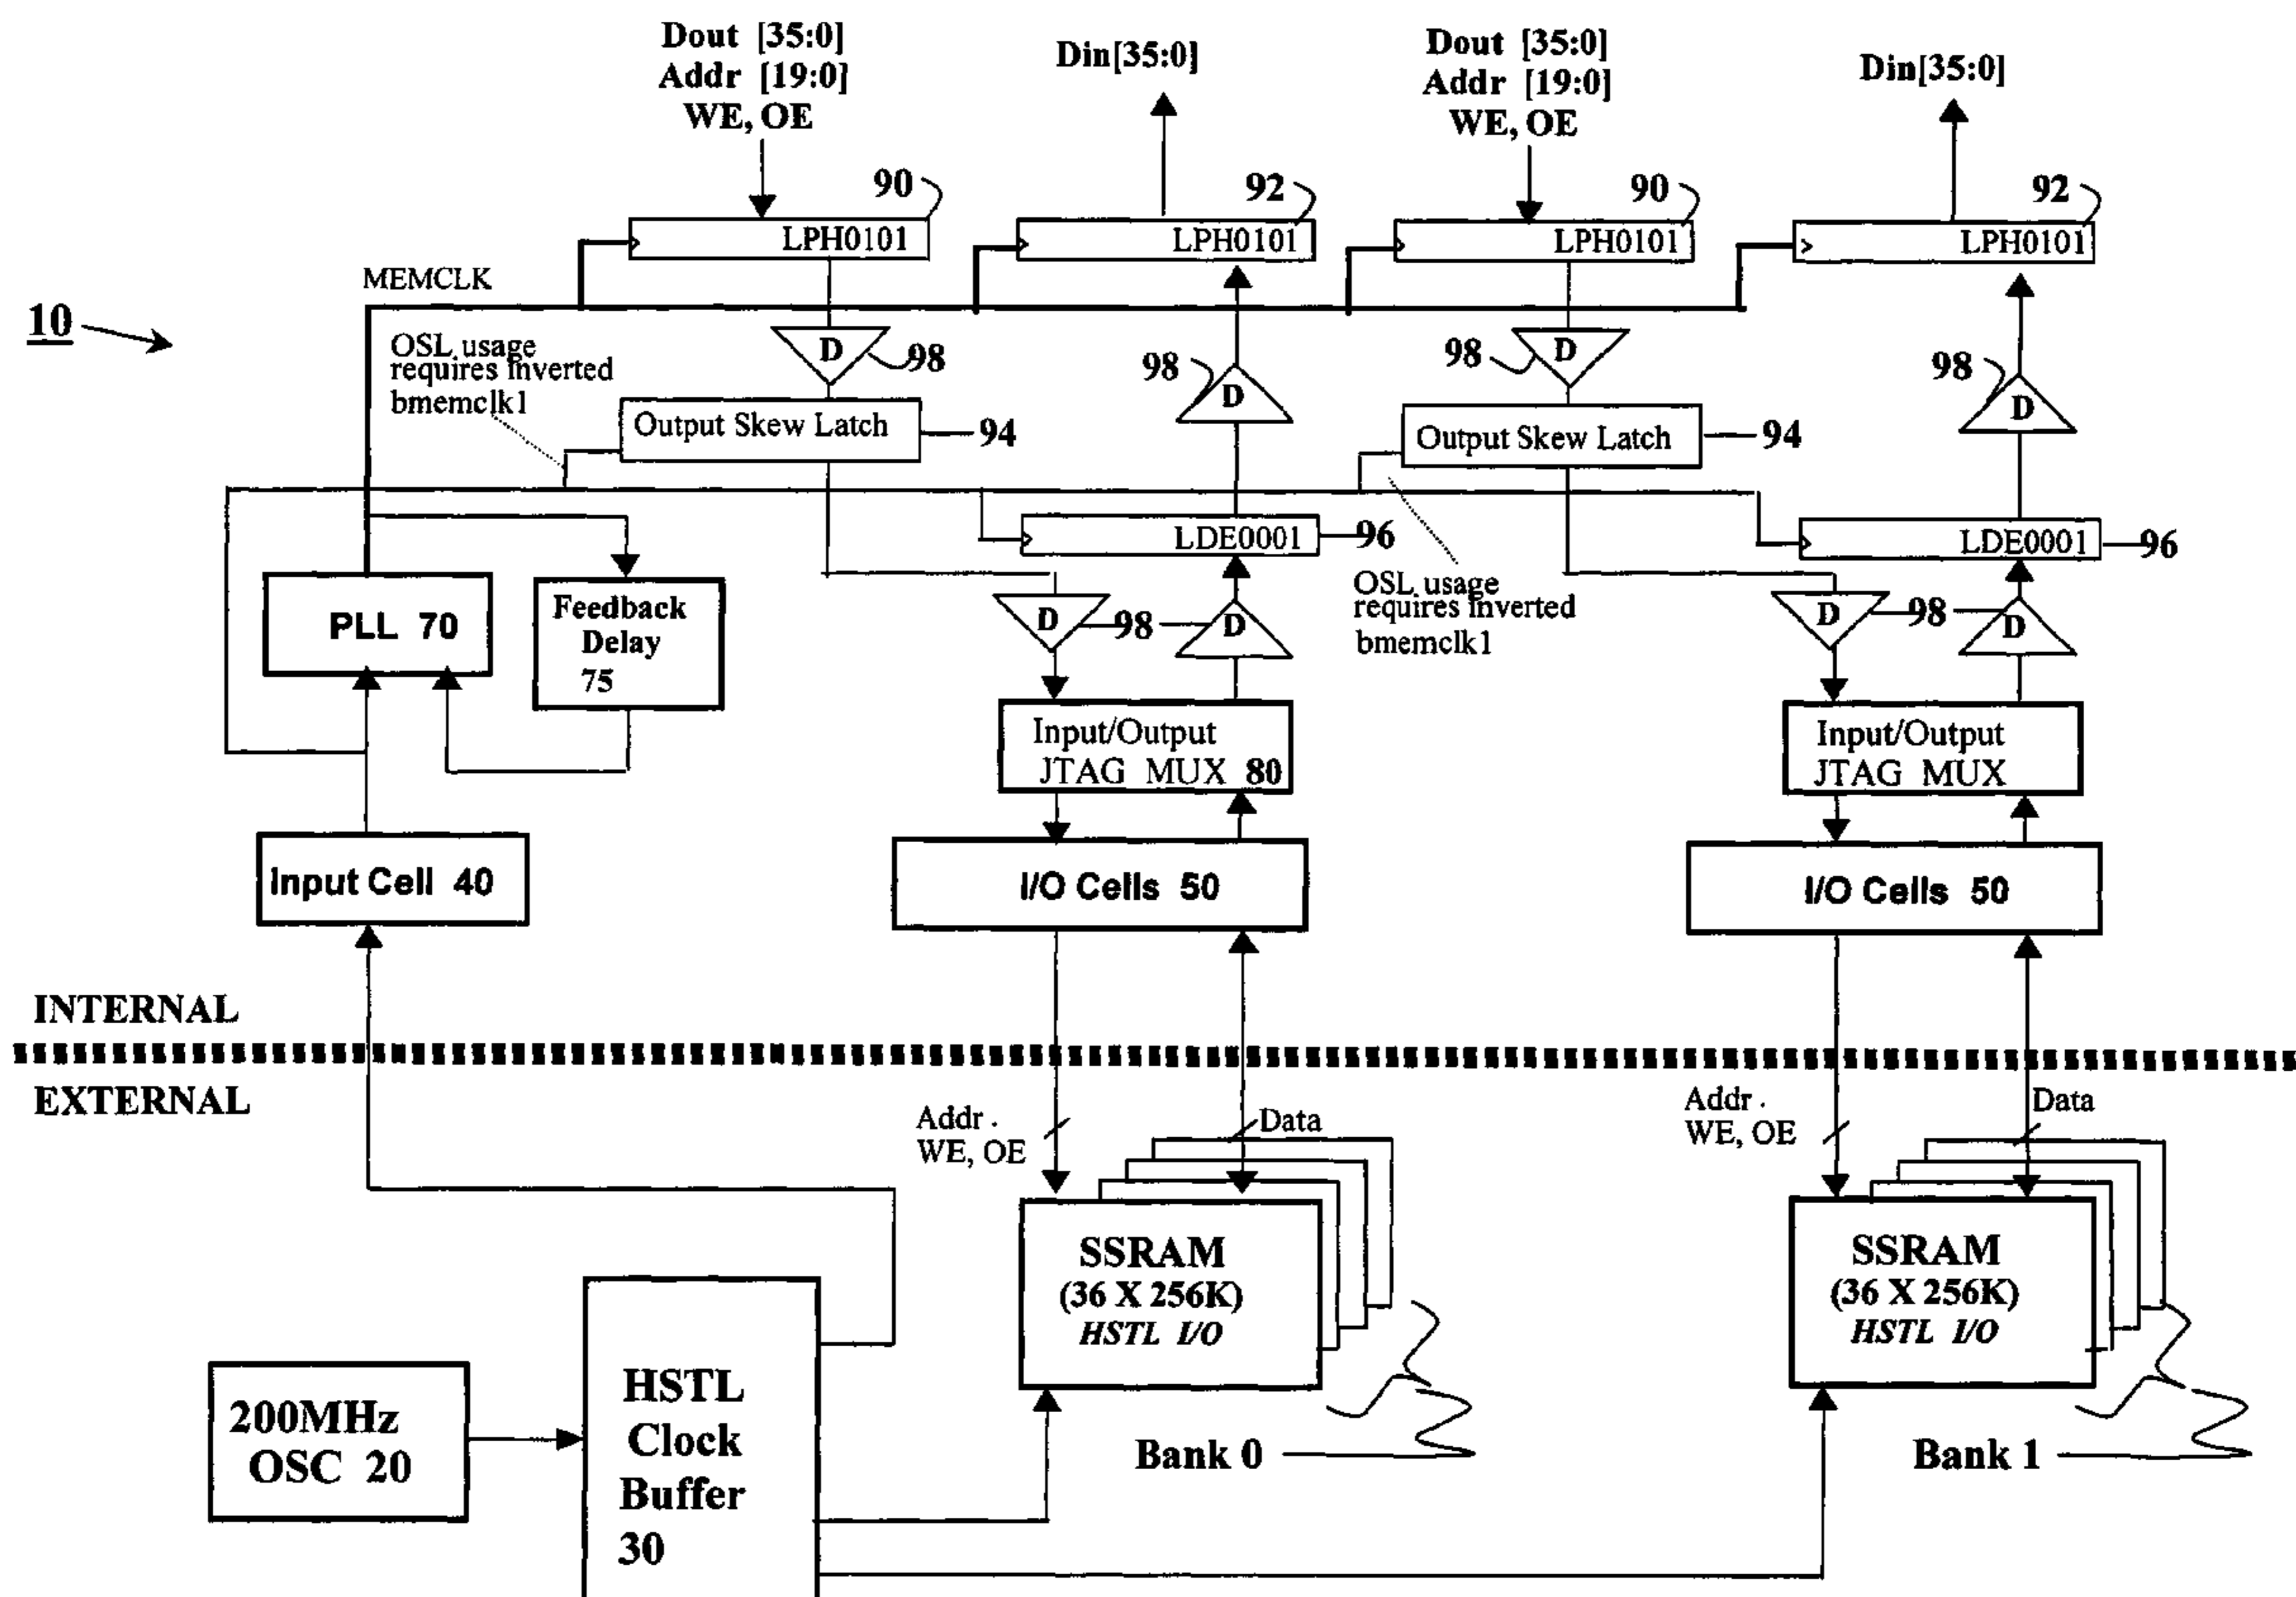 Dout [35:0]
Addr [19:0]
WE, OE
Din[35:0]
Dout [35:0]
Addr [19:0]
WE, OE
Din[35:0]
90
92
90
92
LPH0101
LPH0101
LPH0101
LPH0101
MEMCLK
10
OSL usage
requires inverted
bmemclk1
D
98
98
D
98
D
98
D
Output Skew Latch
94
Output Skew Latch
94
LDE0001
96
LDE0001
96
OSL usage
requires inverted
bmemclk1
PLL 70
Feedback
Delay
75
D
98
D
D
98
D
Input/Output
JTAG MUX 80
Input/Output
JTAG MUX
Input Cell 40
I/O Cells 50
I/O Cells 50
INTERNAL
EXTERNAL
Addr .
WE, OE
Data
Addr .
WE, OE
Data
SSRAM
(36 X 256K)
HSTL I/O
SSRAM
(36 X 256K)
HSTL I/O
200MHz
OSC 20
HSTL
Clock
Buffer
30
Bank 0
Bank 1